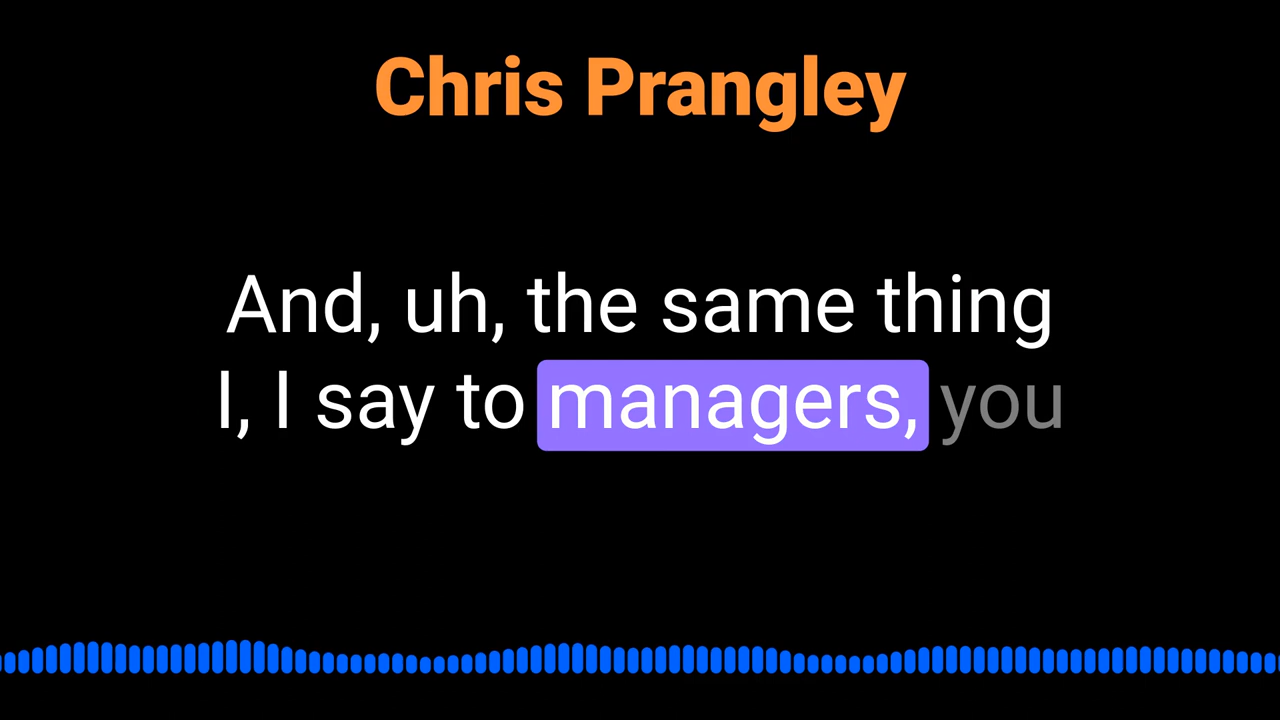 Chris Prangley
And, uh, the same thing
I, I say to managers, you